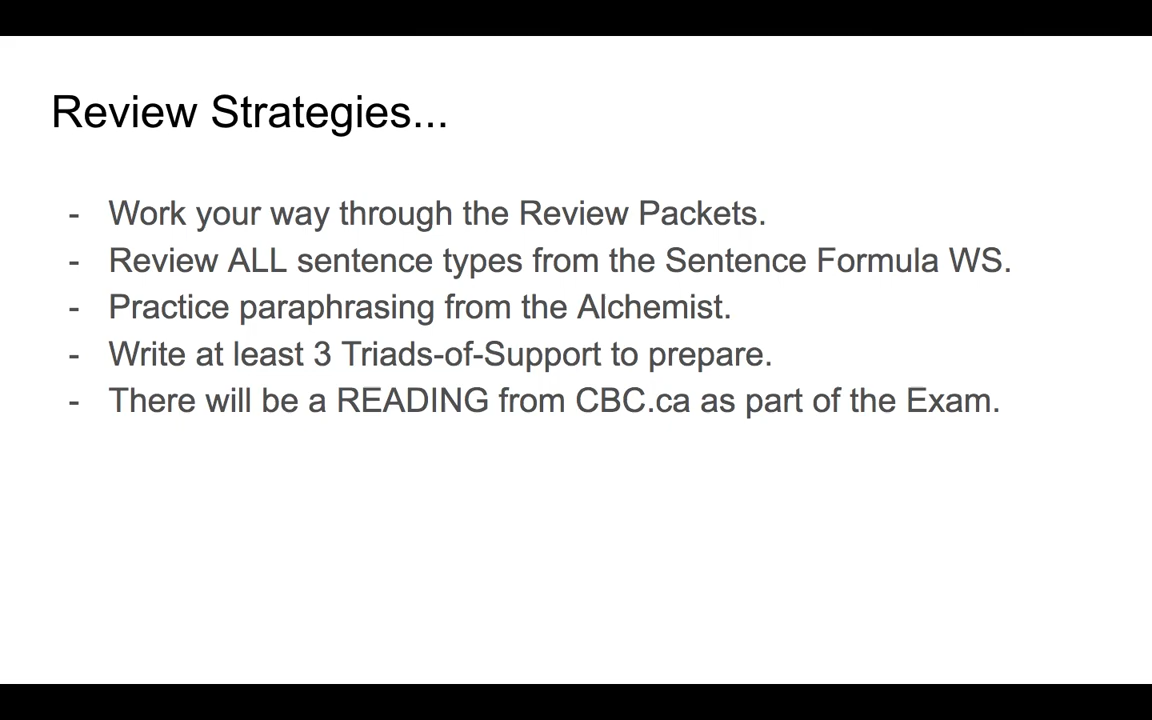 Review Strategies...
- Work your way through the Review Packets.
- Review ALL sentence types from the Sentence Formula WS.
- Practice paraphrasing from the Alchemist.
- Write at least 3 Triads-of-Support to prepare.
- There will be a READING from CBC.ca as part of the Exam.